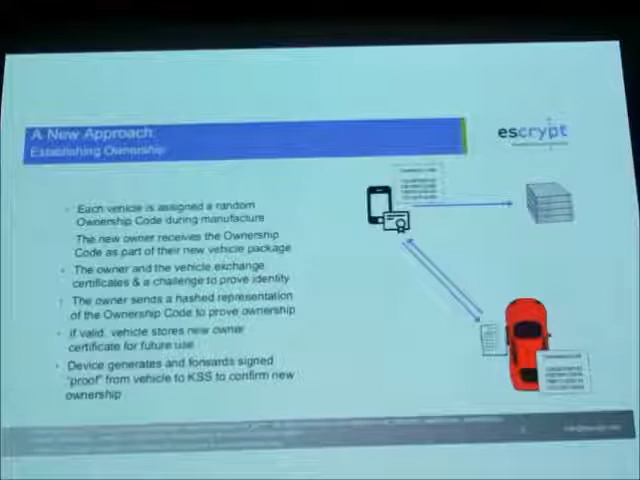 A New Approach:
Establishing Ownership
escrypt
Each vehicle is assigned a random
Ownership Code during manufacture
The new owner receives the Ownership
Code as part of their new vehicle package
The owner and the vehicle exchange
certificates & a challenge to prove identity
The owner sends a hashed representation
of the Ownership Code to prove ownership
If valid, vehicle stores new owner
certificate for future use
Device generates and forwards signed
"proof" from vehicle to KSS to confirm new
ownership